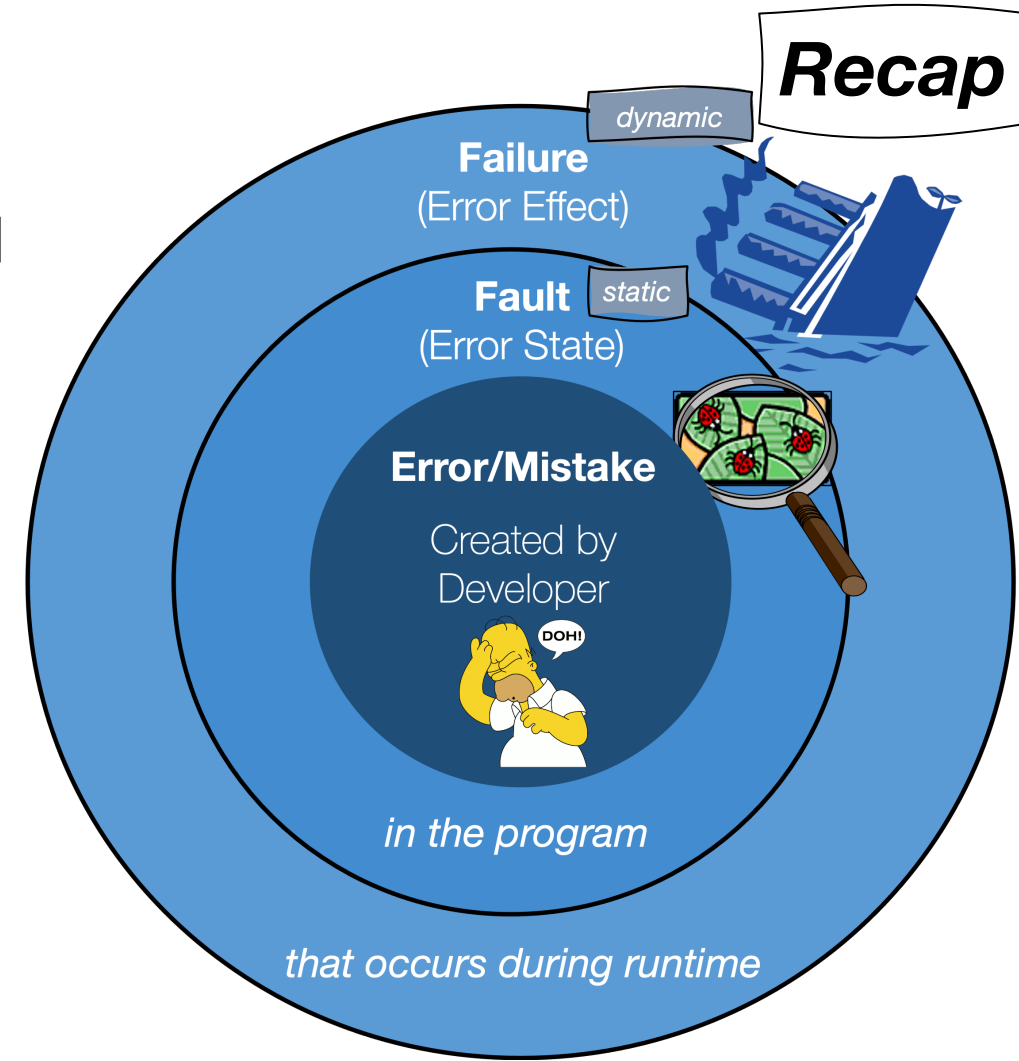 Recap
dynamic
Failure
(Error Effect)
Fault
static
(Error State)
Error/Mistake
Created by
Developer
DOH!
in the program
that occurs during runtime